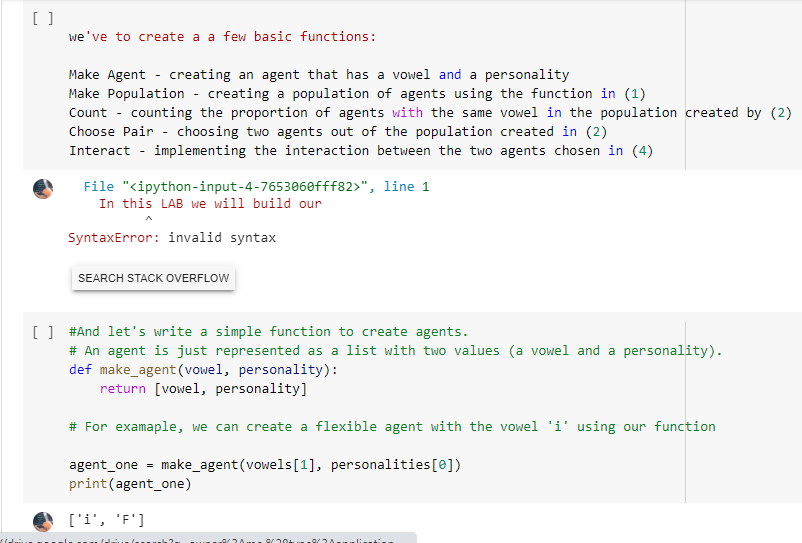 [ ]
we've to create a a few basic functions:
Make Agent - creating an agent that has a vowel and a personality
Make Population - creating a population of agents using the function in (1)
Count - counting the proportion of agents with the same vowel in the population created by (2)
Choose Pair - choosing two agents out of the population created in (2)
Interact - implementing the interaction between the two agents chosen in (4)
File "<ipython-input-4-7653060fff82>", line 1
In this LAB we will build our
^
SyntaxError: invalid syntax
SEARCH STACK OVERFLOW
[ ] #And let's write a simple function to create agents.
# An agent is just represented as a list with two values (a vowel and a personality).
def make_agent(vowel, personality):
return [vowel, personality]
# For examaple, we can create a flexible agent with the vowel 'i' using our function
agent_one = make_agent(vowels[1], personalities[0])
print(agent_one)
['i', 'F']